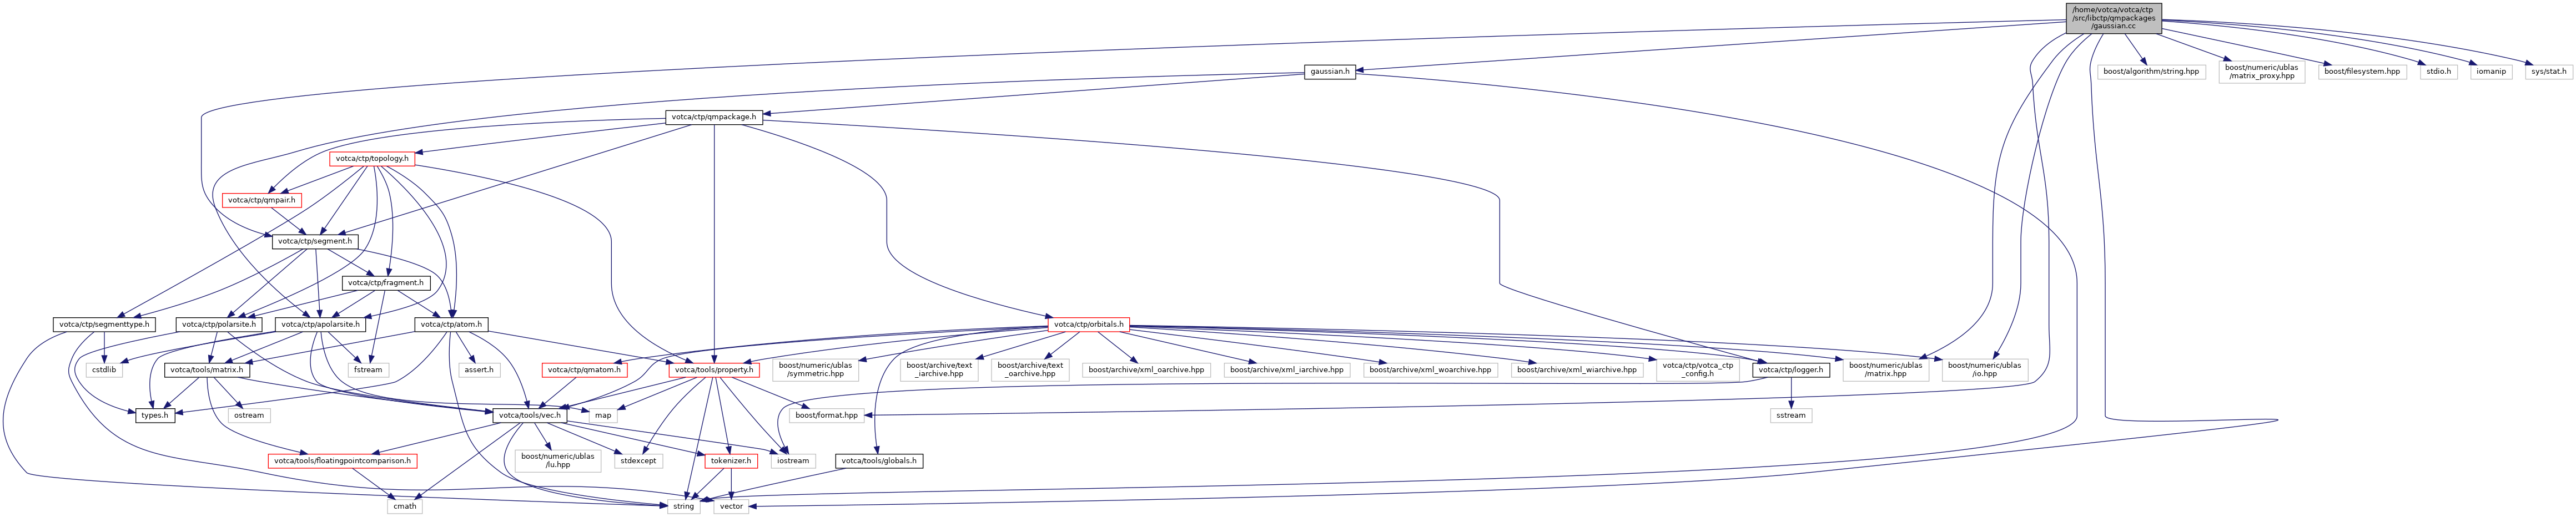 /home/votca/votca/ctp
/src/libctp/qmpackages
/gaussian.cc
gaussian.h
boost/algorithm/string.hpp
boost/numeric/ublas
/matrix_proxy.hpp
boost/filesystem.hpp
stdio.h
iomanip
sys/stat.h
votca/ctp/qmpackage.h
votca/ctp/topology.h
votca/ctp/qmpair.h
votca/ctp/segment.h
votca/ctp/fragment.h
votca/ctp/segmenttype.h
votca/ctp/polarsite.h
votca/ctp/apolarsite.h
votca/ctp/atom.h
votca/ctp/orbitals.h
cstdlib
votca/tools/matrix.h
fstream
assert.h
votca/ctp/qmatom.h
votca/tools/property.h
boost/numeric/ublas
/symmetric.hpp
boost/archive/text
_iarchive.hpp
boost/archive/text
_oarchive.hpp
boost/archive/xml_oarchive.hpp
boost/archive/xml_iarchive.hpp
boost/archive/xml_woarchive.hpp
boost/archive/xml_wiarchive.hpp
votca/ctp/votca_ctp
_config.h
votca/ctp/logger.h
boost/numeric/ublas
/matrix.hpp
boost/numeric/ublas
/io.hpp
types.h
ostream
votca/tools/vec.h
map
boost/format.hpp
sstream
votca/tools/floatingpointcomparison.h
boost/numeric/ublas
/lu.hpp
stdexcept
tokenizer.h
iostream
votca/tools/globals.h
cmath
string
vector